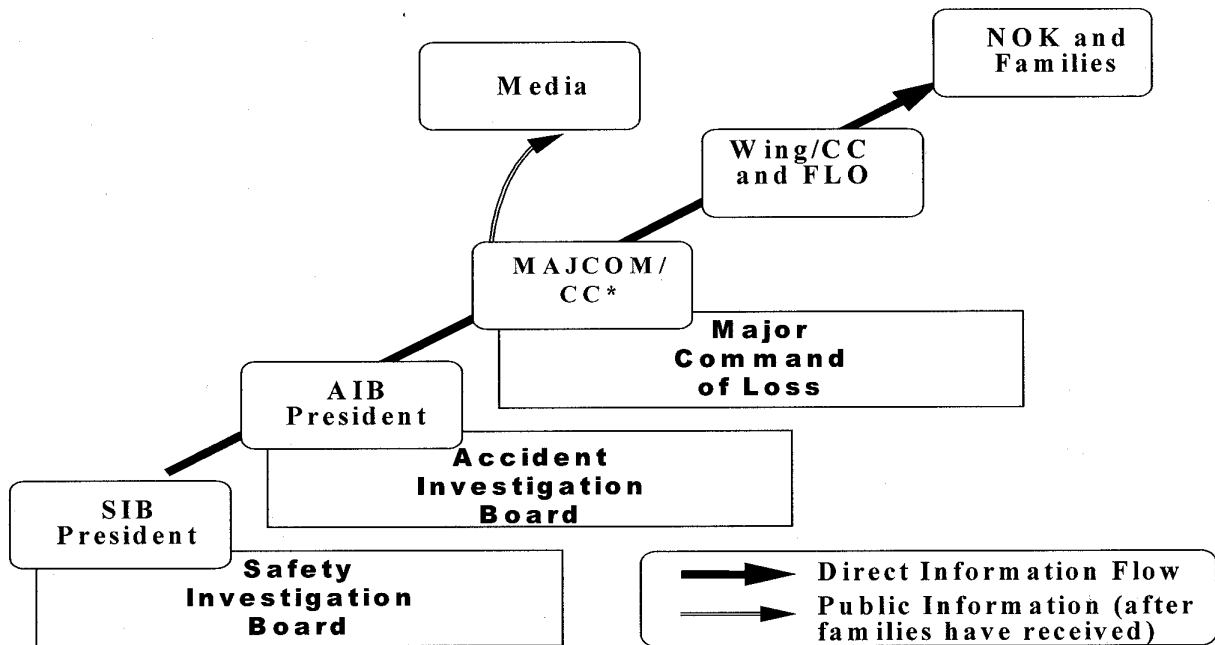 NOK and
Families
Media
Wing/CC
and FLO
MAJCOM/
CC*
Major
Command
of Loss
AIB
President
Accident
Investigation
Board
SIB
President
Safety
Investigation
Board
Direct Information Flow
Public Information (after
families have received)